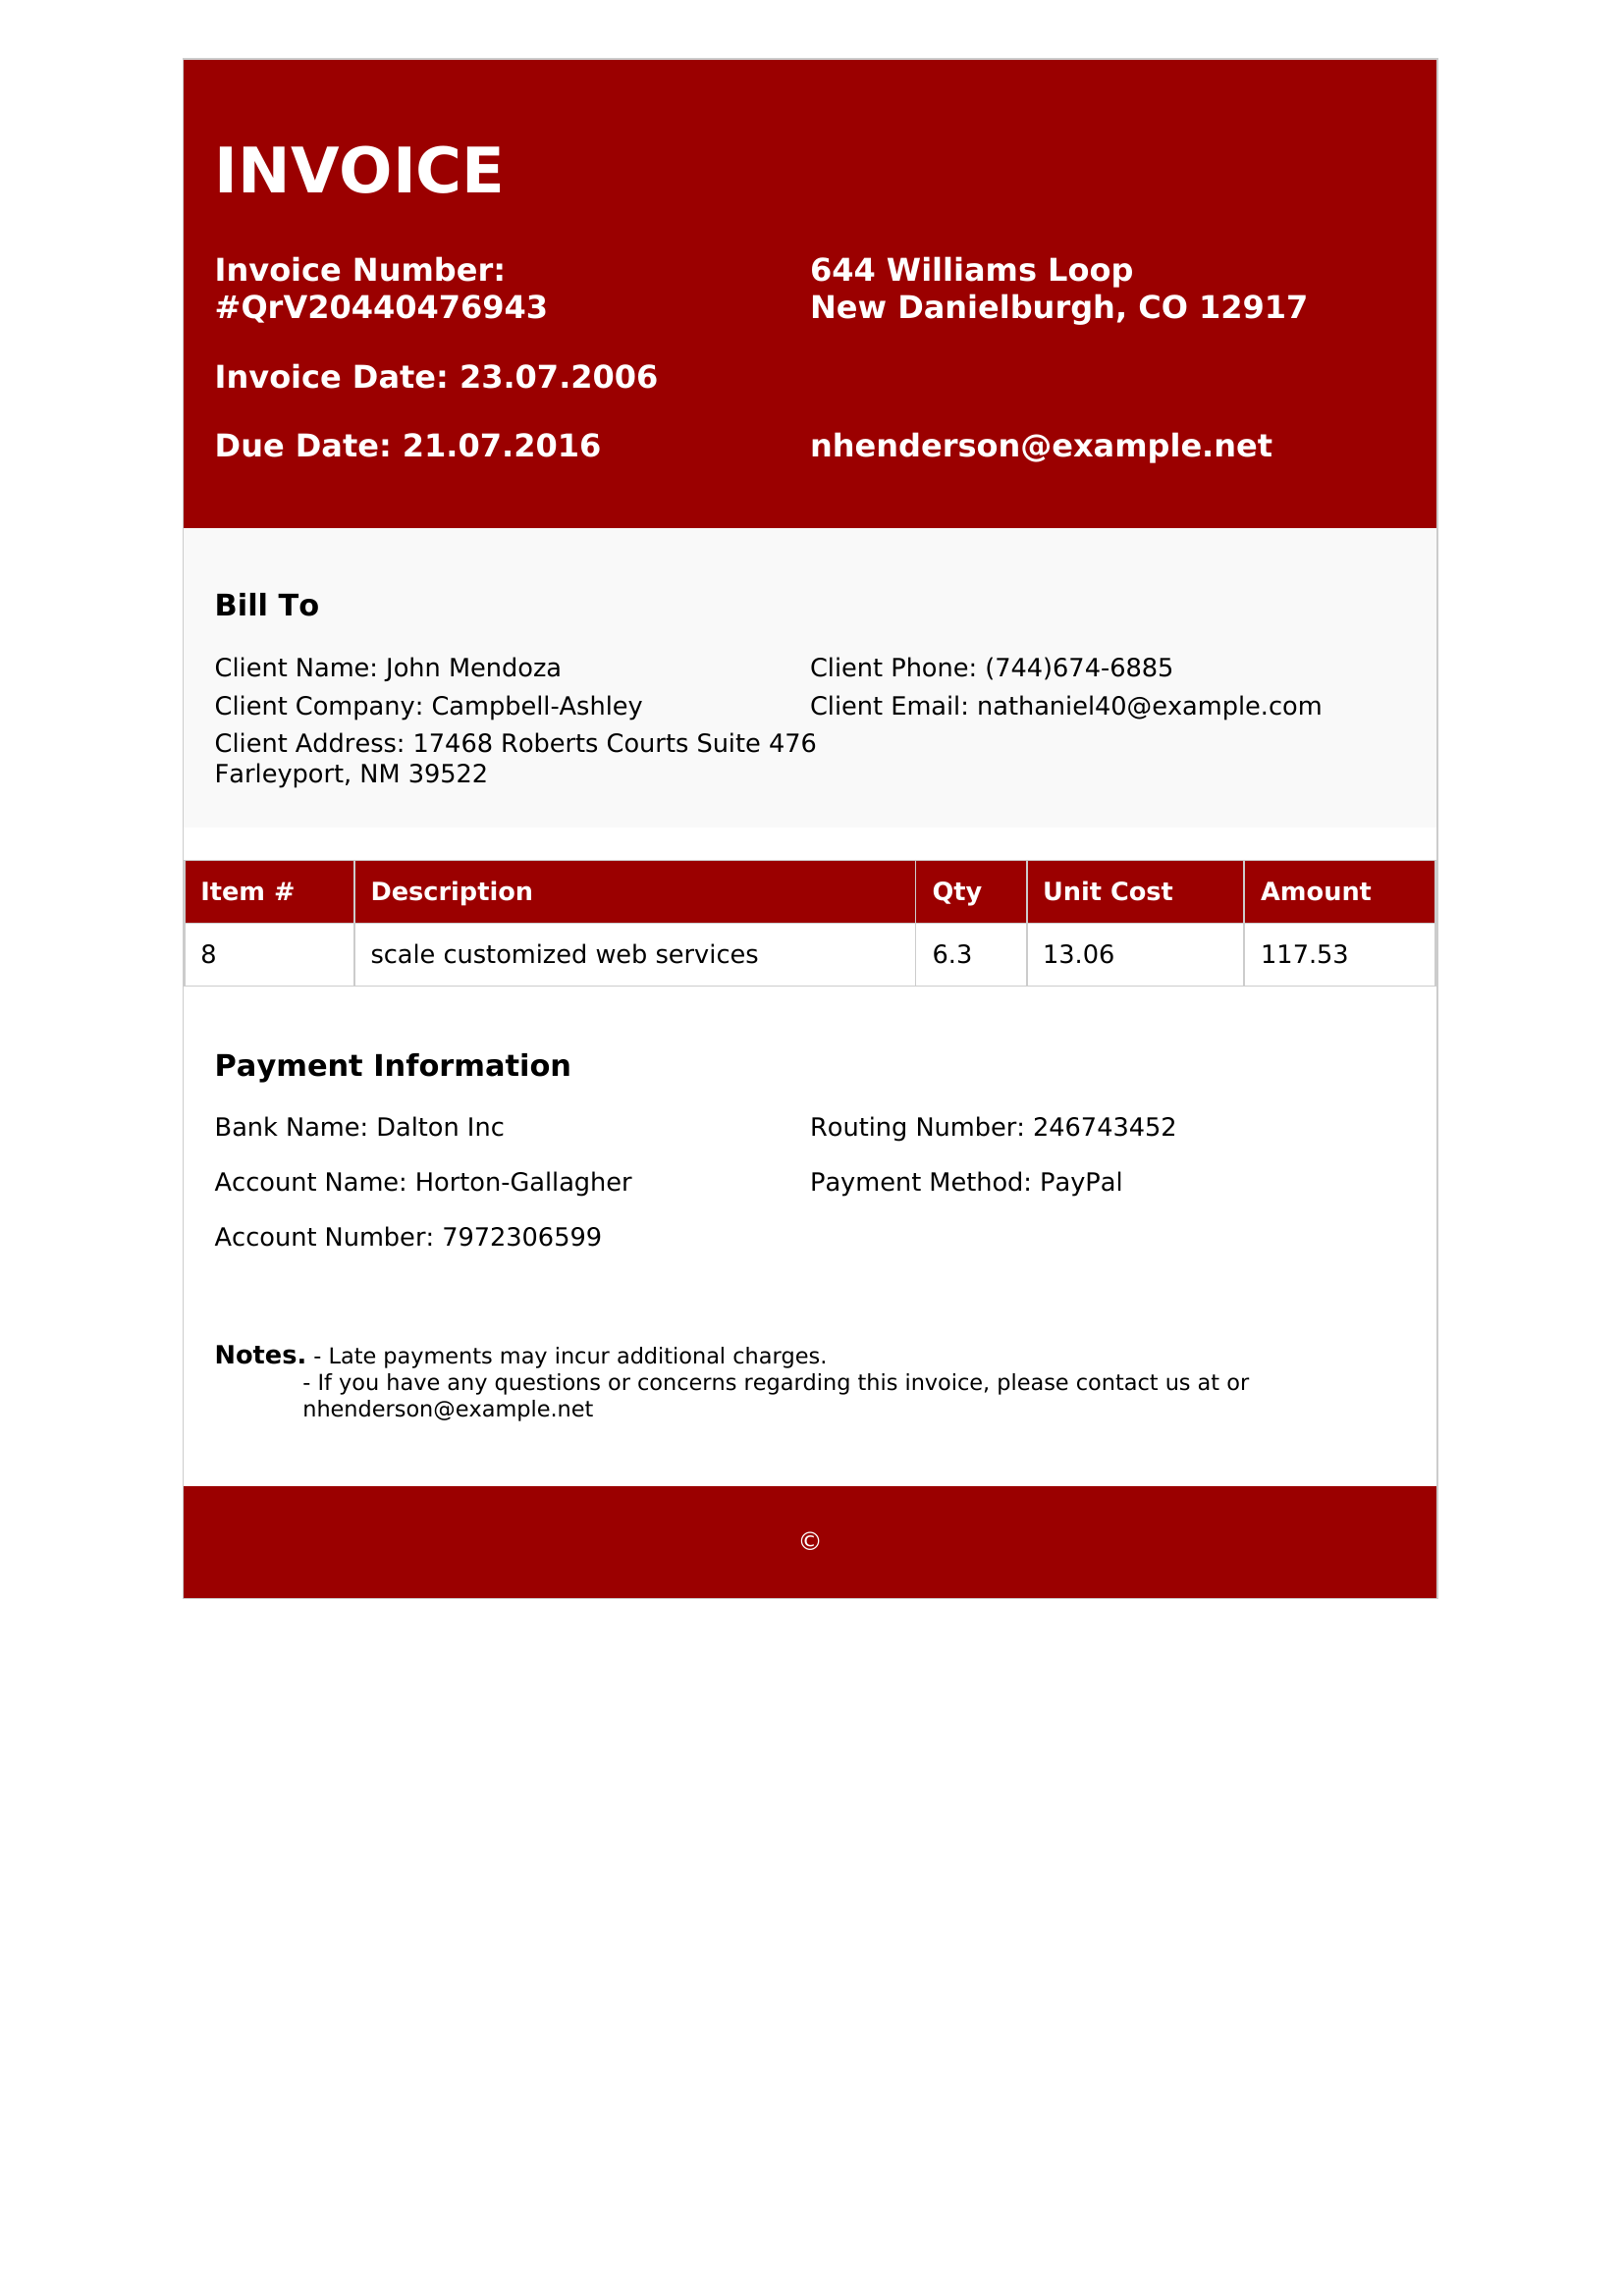 INVOICE
Invoice Number:
#QrV20440476943
644 Williams Loop
New Danielburgh, CO 12917
Invoice Date: 23.07.2006
Due Date: 21.07.2016
nhenderson@example.net
Bill To
Client Name: John Mendoza
Client Phone: (744)674-6885
Client Company: Campbell-Ashley
Client Email: nathaniel40@example.com
Client Address: 17468 Roberts Courts Suite 476
Farleyport, NM 39522
Item # Description Qty Unit Cost Amount
8 scale customized web services 6.3 13.06 117.53
Payment Information
Bank Name: Dalton Inc
Routing Number: 246743452
Account Name: Horton-Gallagher
Payment Method: PayPal
Account Number: 7972306599
Notes. - Late payments may incur additional charges.
- If you have any questions or concerns regarding this invoice, please contact us at or
nhenderson@example.net
©